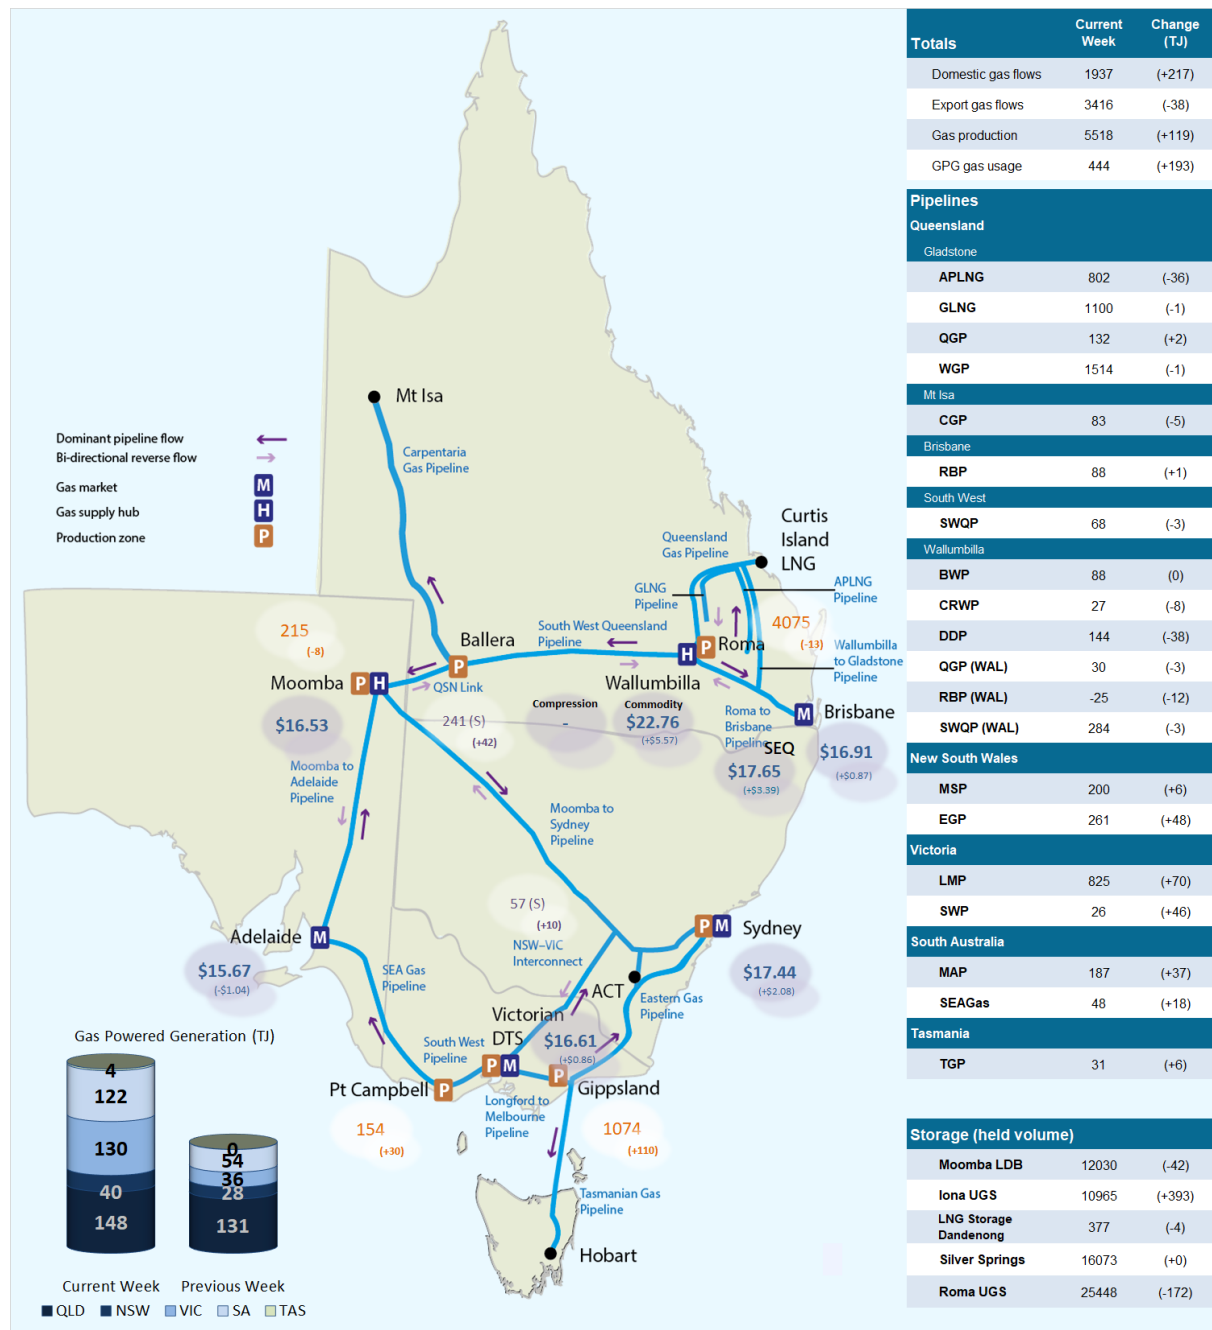 Mt Isa
Dominant pipeline flow
Bi-directional reverse flow
Gas market
M
Gas supply hub
H
Production zone
P
Carpentaria
Gas Pipeline
Curtis
Island
LNG
Queensland
Gas Pipeline
GLNG
Pipeline
APLNG
Pipeline
South West Queensland
Pipeline
4075
(-13)
Wallumbilla
to Gladstone
Pipeline
215
(-8)
Ballera
P
H
P
Roma
Moomba
P
H
QSN Link
Wallumbilla
$16.53
241 (S)
(+42)
Compression
-
Commodity
$22.76
(+$5.57)
Roma to
Brisbane
Pipeline
M
Brisbane
SEQ
$17.65
(+$3.39)
$16.91
(+$0.87)
Moomba to
Adelaide
Pipeline
Moomba to
Sydney
Pipeline
57 (S)
(+10)
NSW–VIC
Interconnect
Adelaide
M
P
M
Sydney
$15.67
(-$1.04)
SEA Gas
Pipeline
$17.44
(+$2.08)
ACT
Eastern Gas
Pipeline
Victorian
DTS
$16.61
(+$0.86)
South West
Pipeline
P
M
P
Gippsland
Pt Campbell
P
Longford to
Melbourne
Pipeline
154
(+30)
1074
(+110)
Tasmanian Gas
Pipeline
Hobart
Gas Powered Generation (TJ)
4
122
130
40
148
0
54
36
28
131
Current Week
Previous Week
QLD
NSW
VIC
SA
TAS
Totals Current Week Change (TJ)
Domestic gas flows 1937 (+217)
Export gas flows 3416 (-38)
Gas production 5518 (+119)
GPG gas usage 444 (+193)
Pipelines
Queensland
Gladstone
APLNG 802 (-36)
GLNG 1100 (-1)
QGP 132 (+2)
WGP 1514 (-1)
Mt Isa
CGP 83 (-5)
Brisbane
RBP 88 (+1)
South West
SWQP 68 (-3)
Wallumbilla
BWP 88 (0)
CRWP 27 (-8)
DDP 144 (-38)
QGP (WAL) 30 (-3)
RBP (WAL) -25 (-12)
SWQP (WAL) 284 (-3)
New South Wales
MSP 200 (+6)
EGP 261 (+48)
Victoria
LMP 825 (+70)
SWP 26 (+46)
South Australia
MAP 187 (+37)
SEAGas 48 (+18)
Tasmania
TGP 31 (+6)
Storage (held volume)
Moomba LDB 12030 (-42)
Iona UGS 10965 (+393)
LNG Storage
Dandenong 377 (-4)
Silver Springs 16073 (+0)
Roma UGS 25448 (-172)